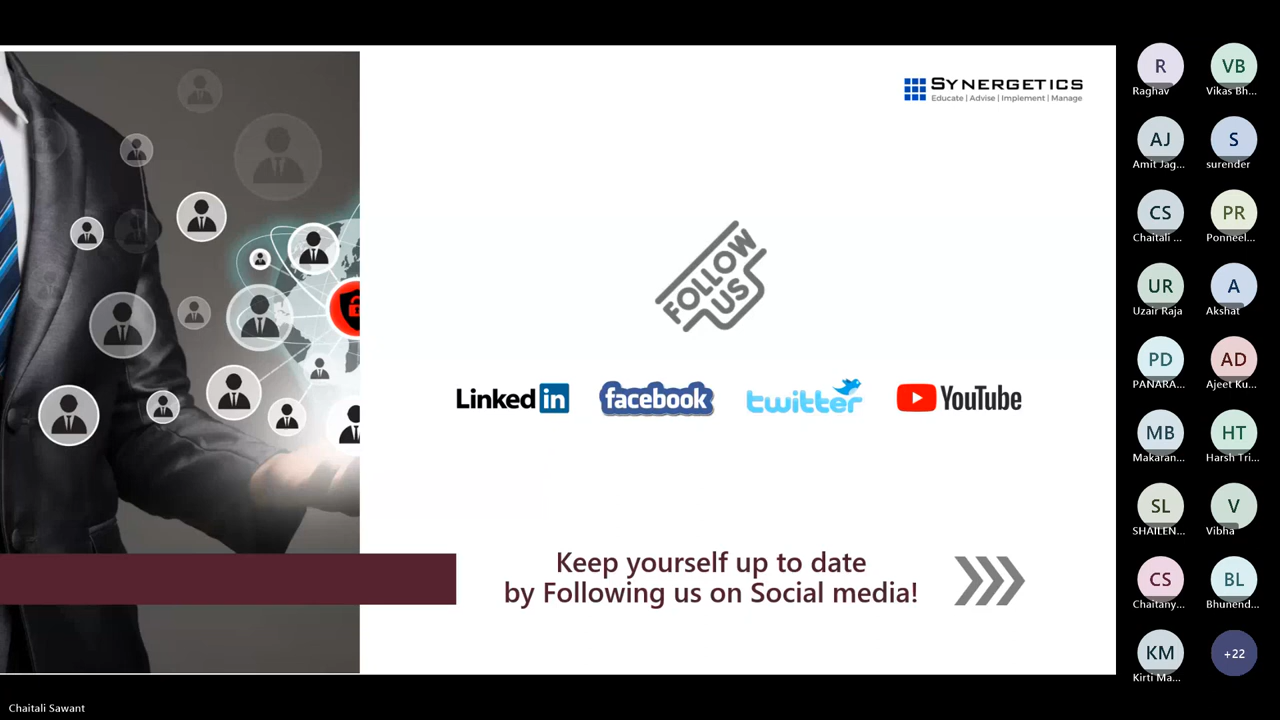 SYNERGETICS
Educate | Advise | Implement | Manage
FOLLOW
US
Linked in
facebook
twitter
YouTube
Keep yourself up to date
by Following us on Social media!
R
Raghav
VB
Vikas Bh...
AJ
Amit Jag...
S
surender
CS
Chaitali ...
PR
Ponneel...
UR
Uzair Raja
A
Akshat
PD
PANARA...
AD
Ajeet Ku...
MB
Makaran...
HT
Harsh Tri...
SL
SHAILEN...
V
Vibha
CS
Chaitany...
BL
Bhunend...
KM
Kirti Ma...
+22
Chaitali Sawant